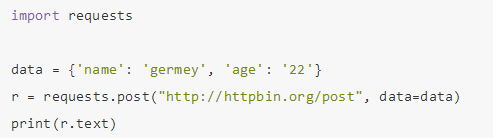 import requests
data = {'name': 'germey', 'age': '22'}
r = requests.post("http://httpbin.org/post", data=data)
print(r.text)